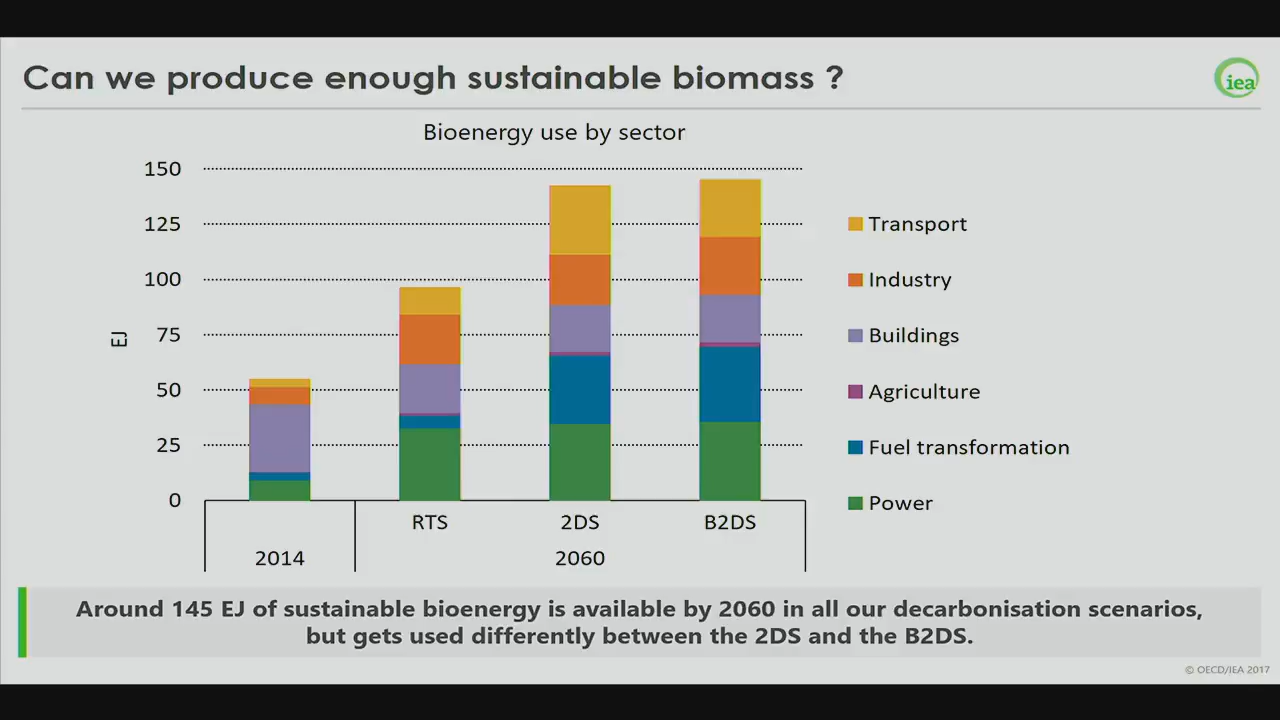 Can we produce enough sustainable biomass ?
iea
Bioenergy use by sector
150
125
100
75
50
25
0
EJ
RTS
2DS
B2DS
2014
2060
Transport
Industry
Buildings
Agriculture
Fuel transformation
Power
Around 145 EJ of sustainable bioenergy is available by 2060 in all our decarbonisation scenarios,
but gets used differently between the 2DS and the B2DS.
© OECD/IEA 2017